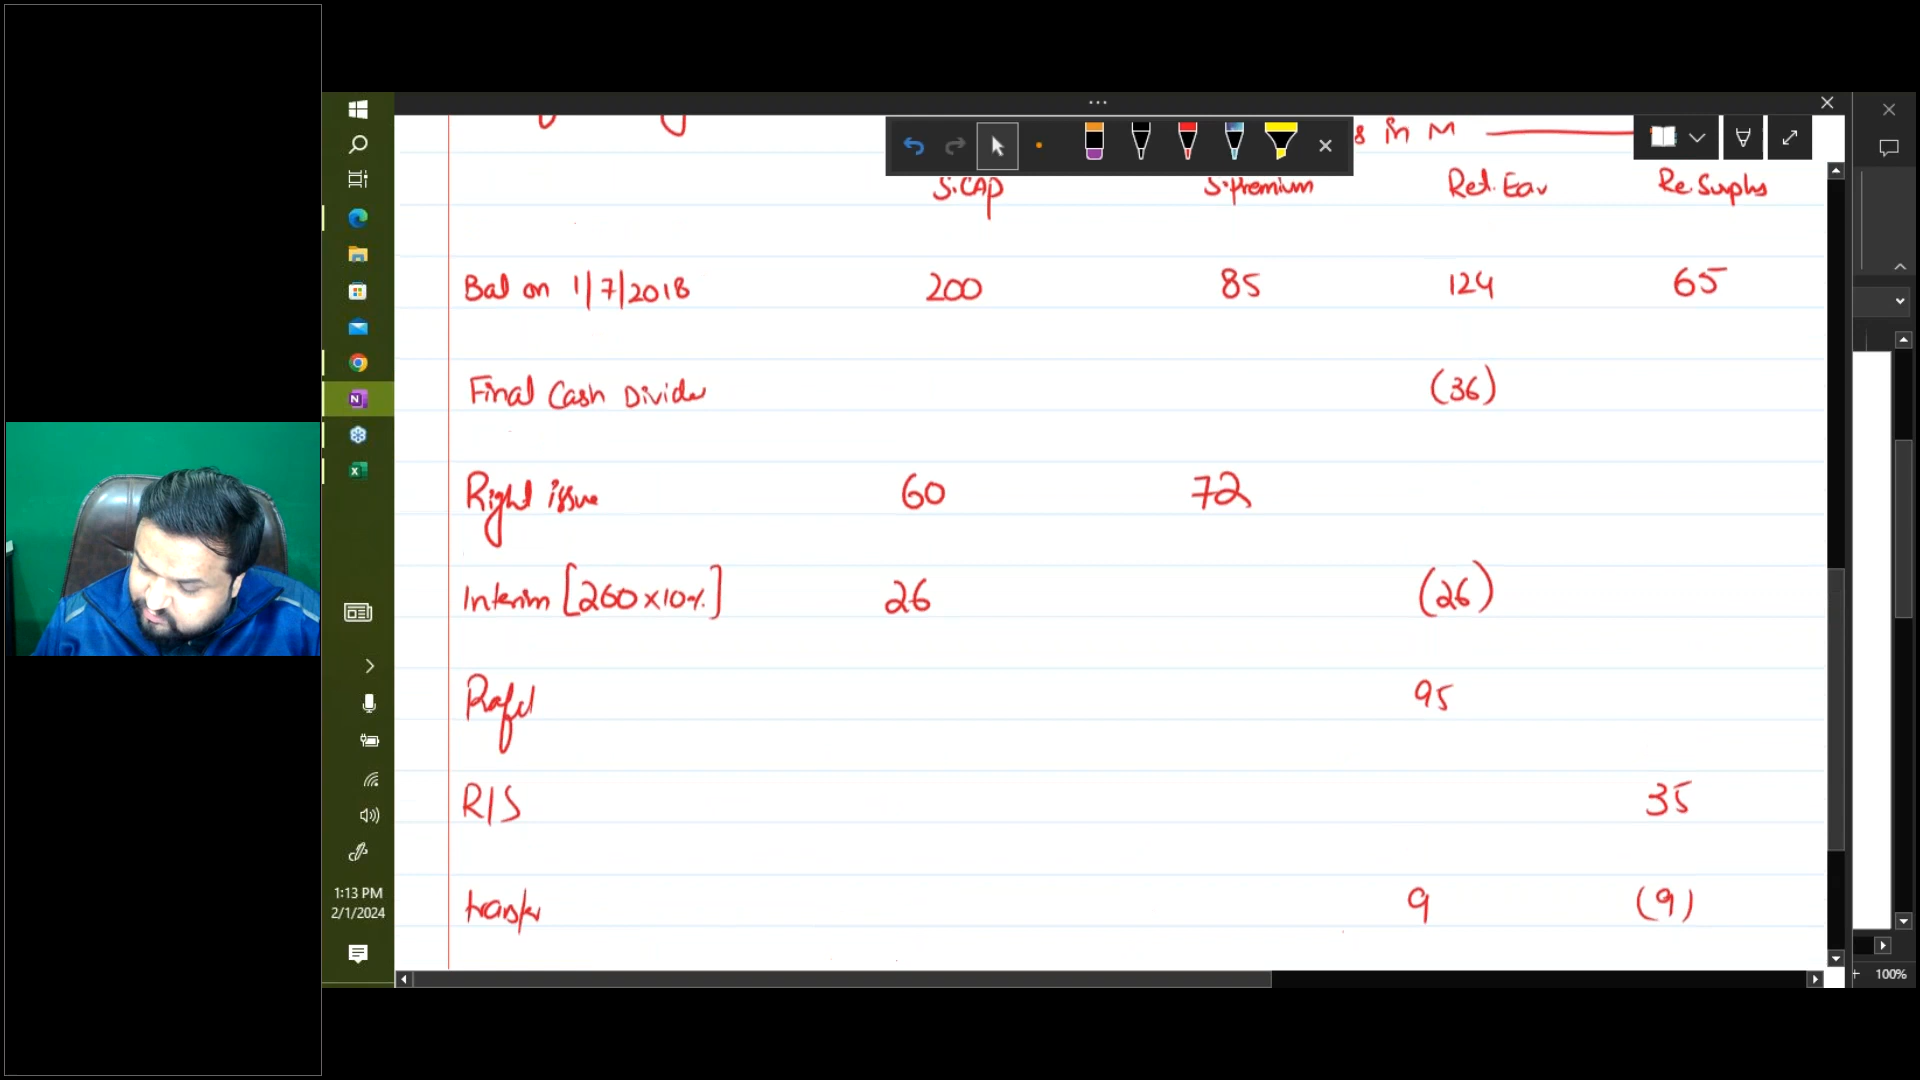 s in M
S.CAP S.premium Ret. Ear Re. Surplus
Bal on 1/7/2018 200 85 124 65
Final Cash Divide (36)
Right issue 60 72
Interim [260x10%] 26 (26)
95
R/S 35
transfer 9 (9)
1:13 PM
2/1/2024
100%